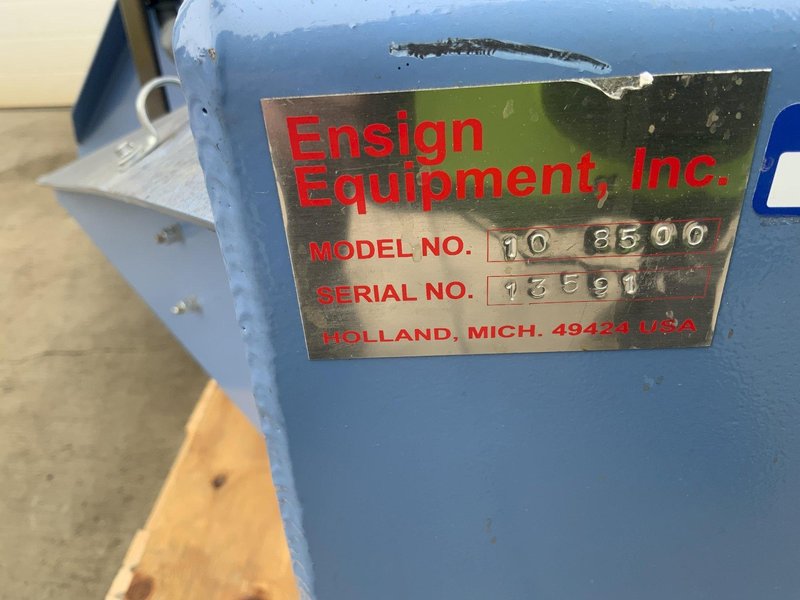 Ensign
Equipment, Inc.
MODEL NO. 10 8500
SERIAL NO. 13591
HOLLAND, MICH. 49424 USA